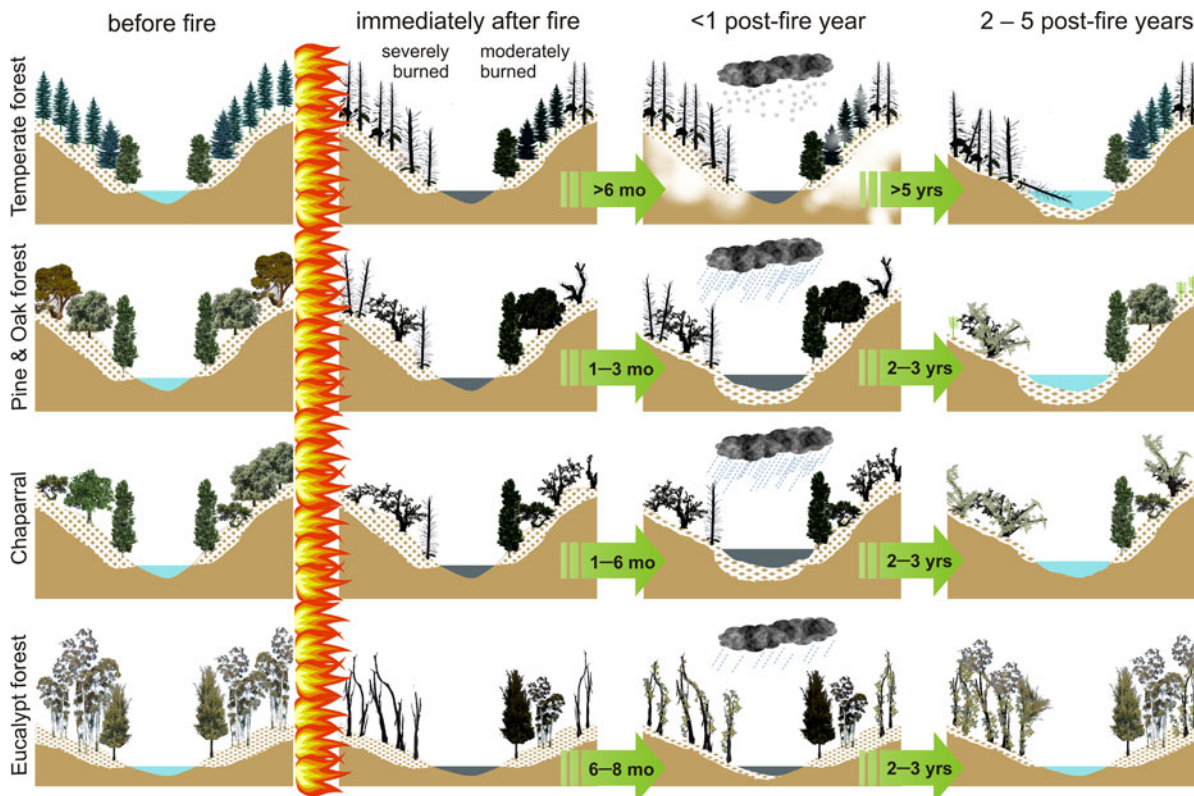 before fire
immediately after fire
<1 post-fire year
2 – 5 post-fire years
severely
burned
moderately
burned
Temperate forest
>6 mo
>5 yrs
Pine & Oak forest
1–3 mo
2–3 yrs
Chaparral
1–6 mo
2–3 yrs
Eucalypt forest
6–8 mo
2–3 yrs